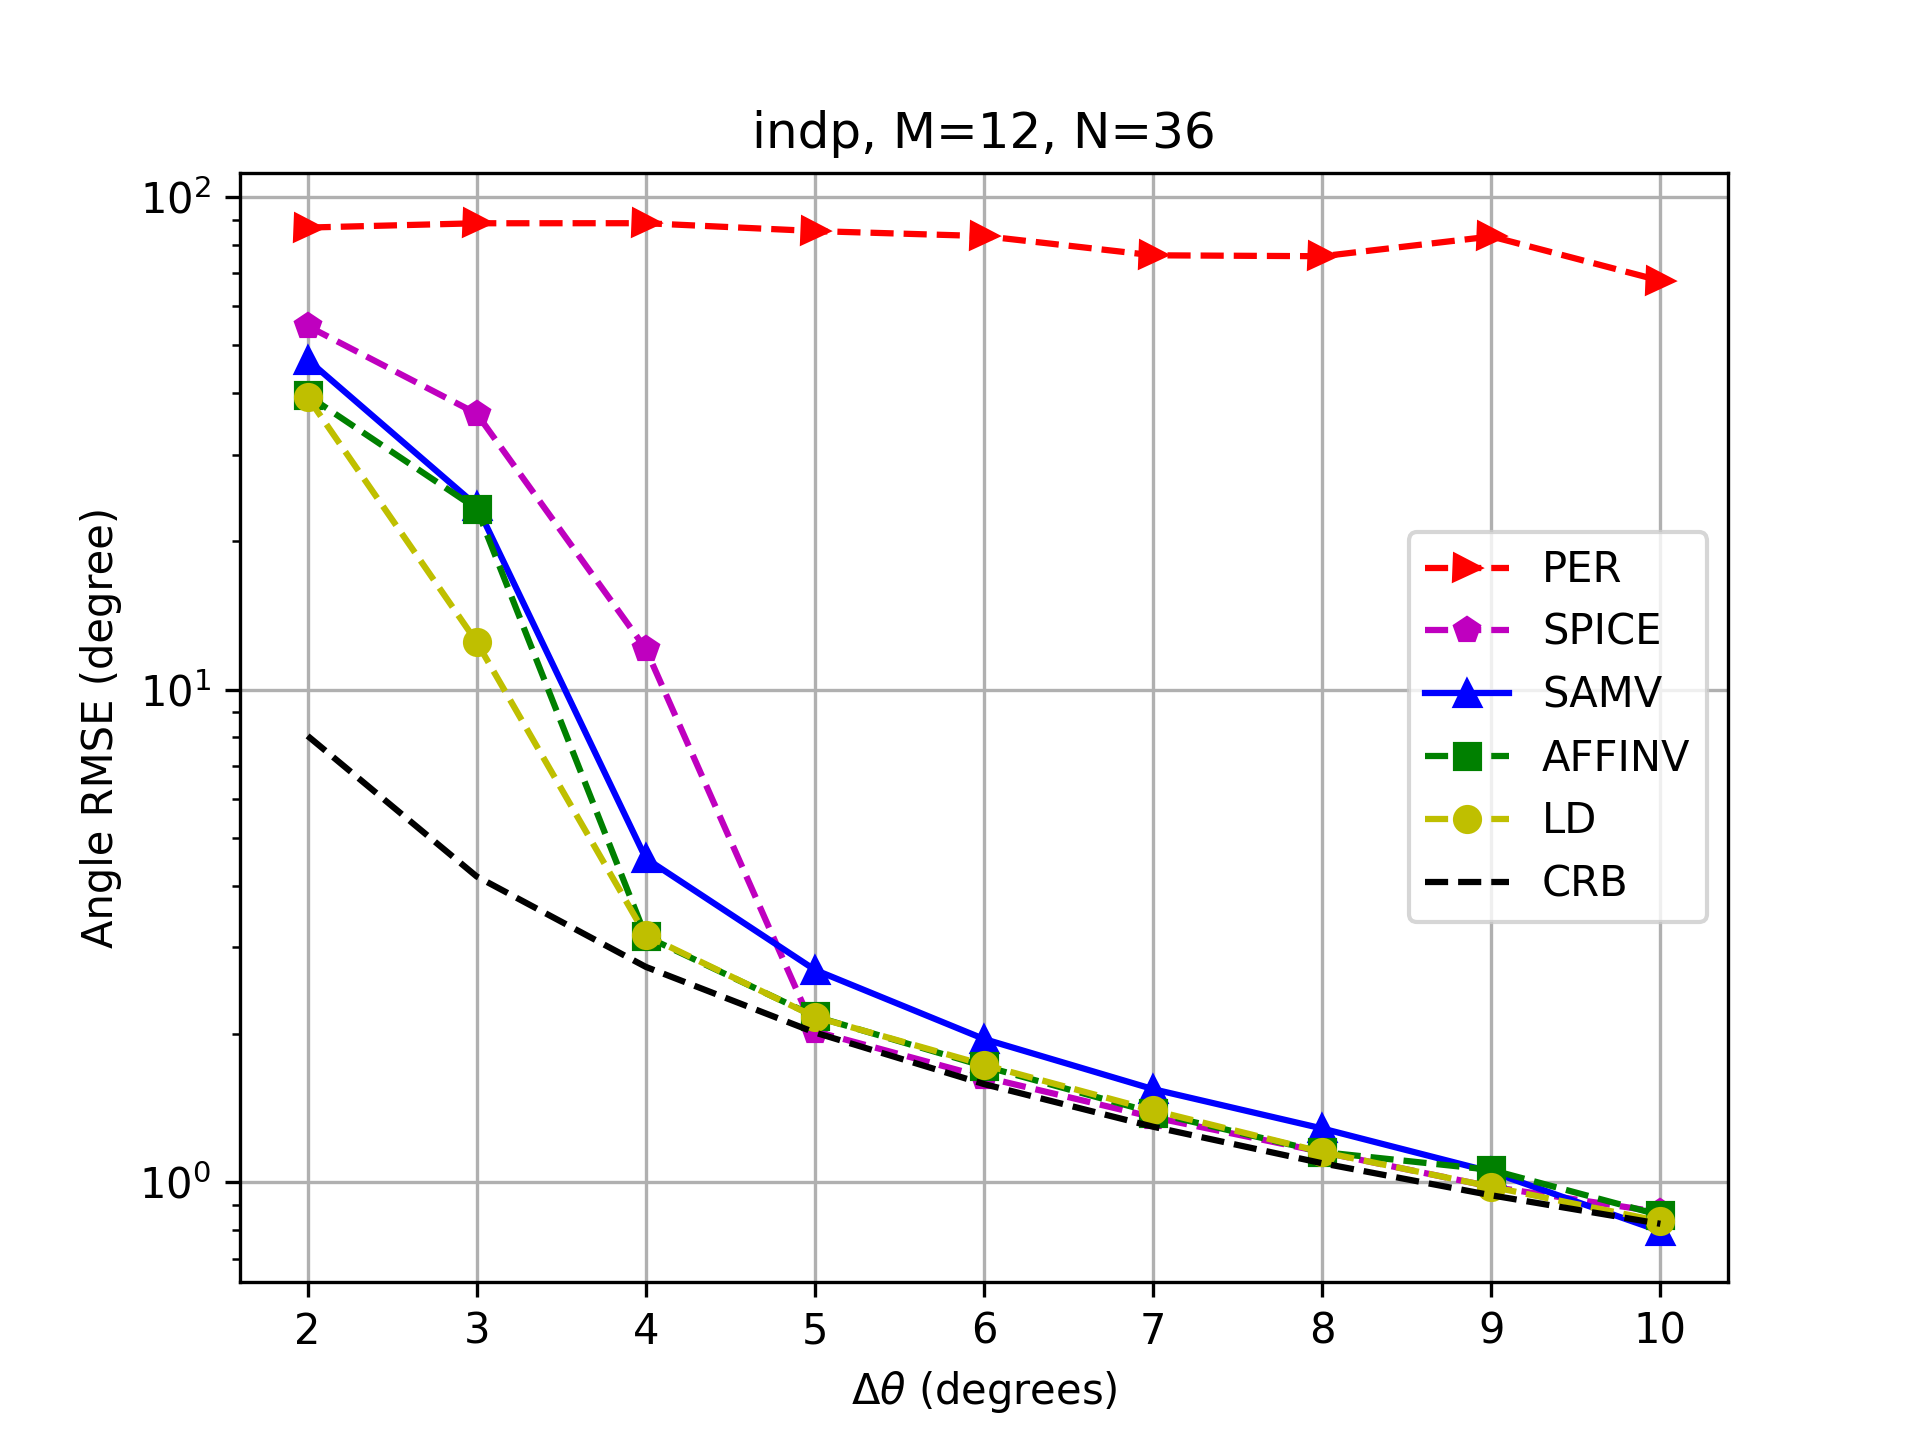 indp, M=12, N=36
10²
10¹
10⁰
Angle RMSE (degree)
PER
SPICE
SAMV
AFFINV
LD
CRB
2 3 4 5 6 7 8 9 10
Δθ (degrees)